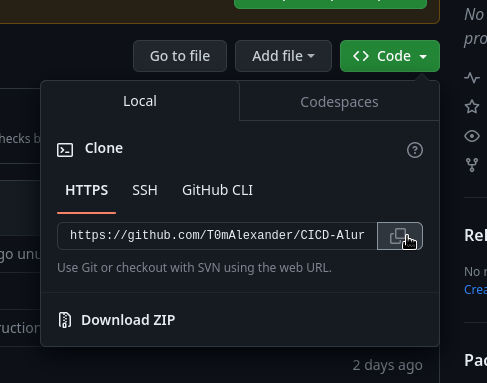 No
pro
Go to file
Add file
Code
Local
Codespaces
hecks b
Clone
HTTPS
SSH
GitHub CLI
https://github.com/T0mAlexander/CICD-Alur
Rel
go unu
Use Git or checkout with SVN using the web URL.
No r
Crea
Download ZIP
ruction
Pac
2 days ago